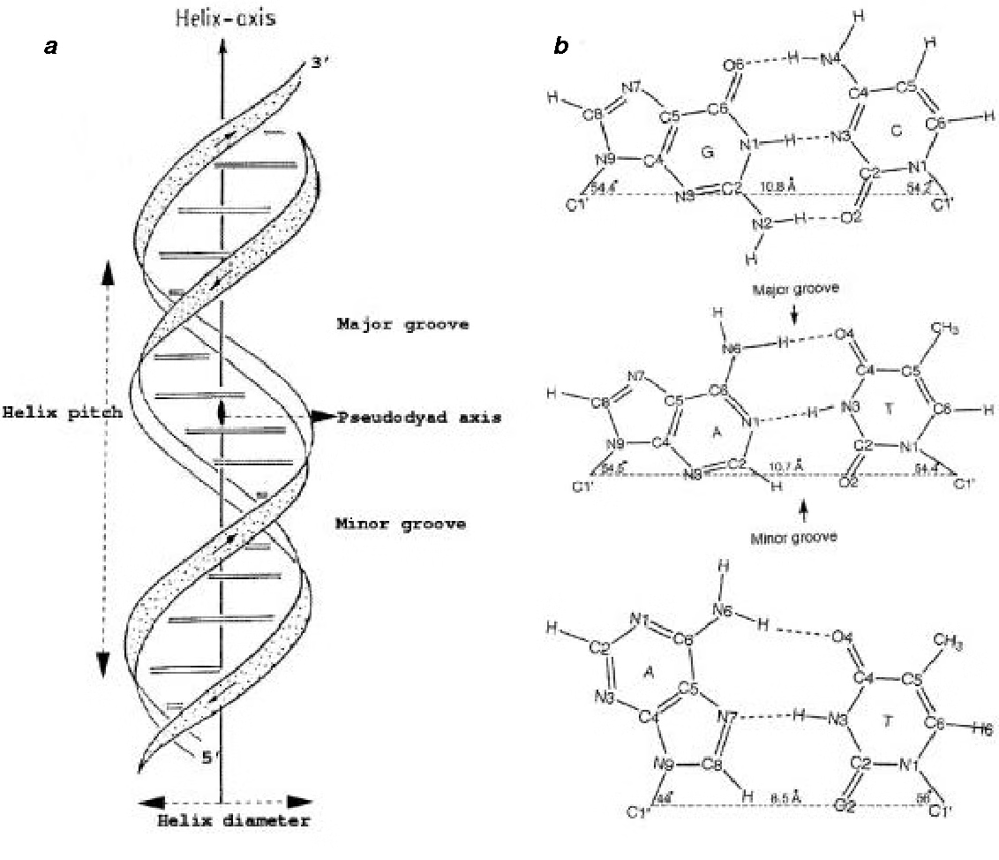 a
Helix-axis
3'
Major groove
Helix pitch
Pseudodyad axis
Minor groove
5'
Helix diameter
b
H
H
O6 H N4
N7 C4 C5
H
C8 C5 C6 C6 H
N1 H N3 C
G
N9 C4 C2 N1
54.4° N3 C2 10.8 Å 54.2°
C1' C1'
N2 H O2
H
Major groove
H
N6 H O4 CH3
N7 C6 C4 C5
H C8 C5 N1 H N3 T C6 H
A
N9 C4 C2 C2 N1
54.5° N3 10.7 Å 54.4°
C1' H O2 C1'
Minor groove
H
N6 H O4 CH3
H N1 C6
C2 A C4 C5
N3 C5
C4 N7 H N3 T C6 H6
N9 C8 C2 N1
44° H 8.5 Å 56°
C1' O2 C1'